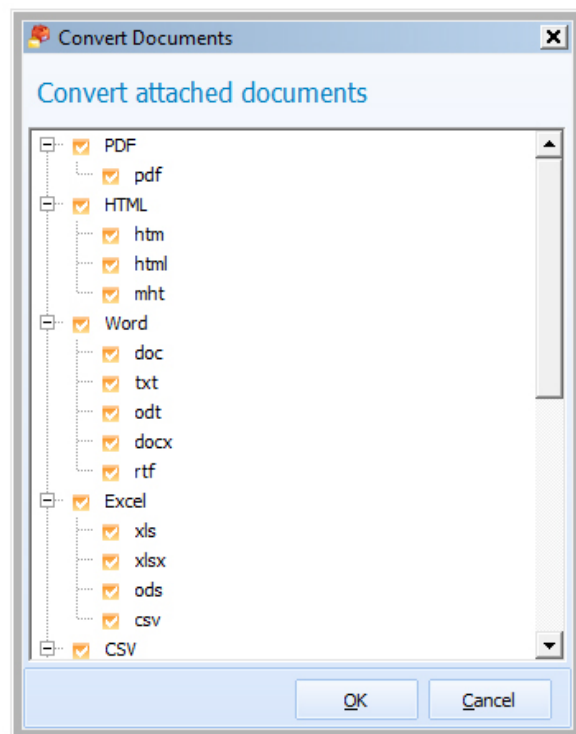 Convert Documents
Convert attached documents
PDF
pdf
HTML
htm
html
mht
Word
doc
txt
odt
docx
rtf
Excel
xls
xlsx
ods
csv
CSV
OK Cancel